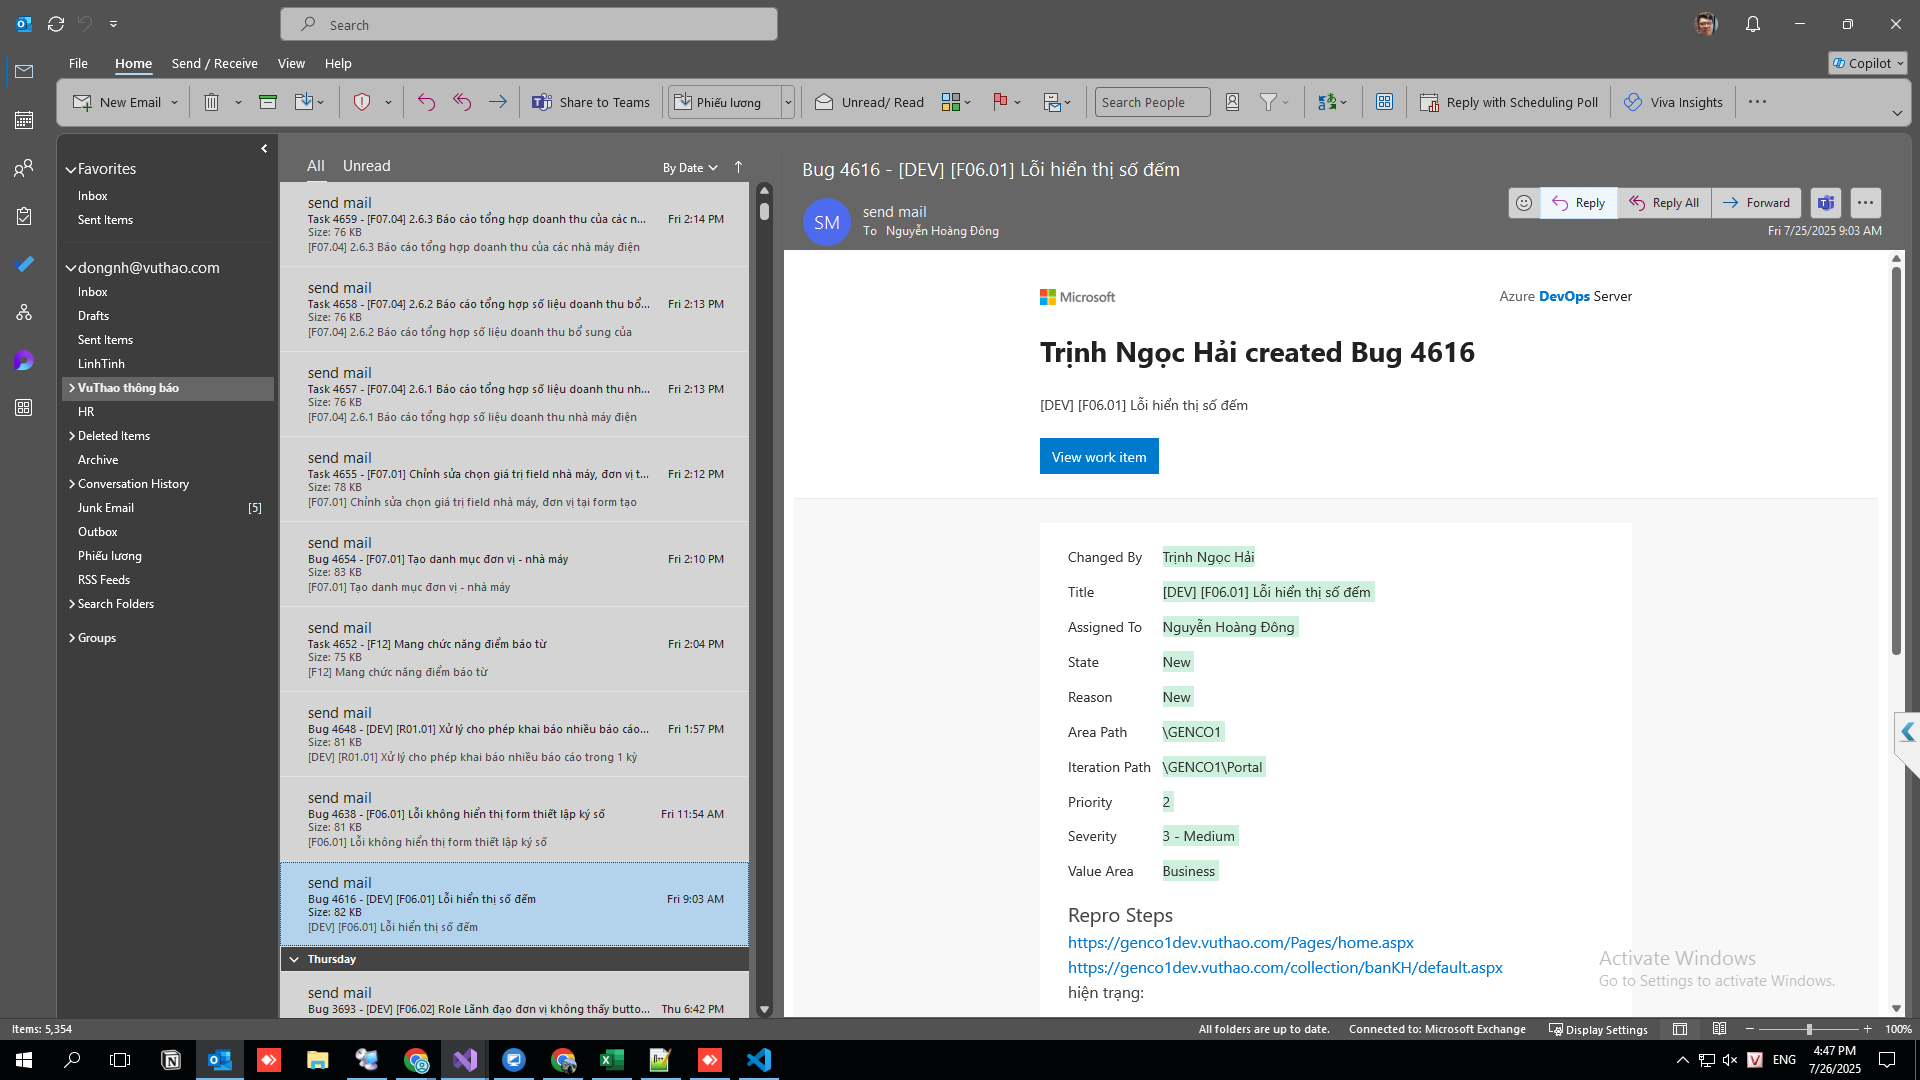 Search
File Home Send / Receive View Help
Copilot
New Email Share to Teams Phiếu lương Unread/ Read Search People Reply with Scheduling Poll Viva Insights
Favorites
Inbox
Sent Items
dongnh@vuthao.com
Inbox
Drafts
Sent Items
LinhTinh
VuThao thông báo
HR
Deleted Items
Archive
Conversation History
Junk Email [5]
Outbox
Phiếu lương
RSS Feeds
Search Folders
Groups
All Unread By Date
send mail
Task 4659 - [F07.04] 2.6.3 Báo cáo tổng hợp doanh thu của các n... Fri 2:14 PM
Size: 76 KB
[F07.04] 2.6.3 Báo cáo tổng hợp doanh thu của các nhà máy điện
send mail
Task 4658 - [F07.04] 2.6.2 Báo cáo tổng hợp số liệu doanh thu bổ... Fri 2:13 PM
Size: 76 KB
[F07.04] 2.6.2 Báo cáo tổng hợp số liệu doanh thu bổ sung của
send mail
Task 4657 - [F07.04] 2.6.1 Báo cáo tổng hợp số liệu doanh thu nh... Fri 2:13 PM
Size: 76 KB
[F07.04] 2.6.1 Báo cáo tổng hợp số liệu doanh thu nhà máy điện
send mail
Task 4655 - [F07.01] Chỉnh sửa chọn giá trị field nhà máy, đơn vị t... Fri 2:12 PM
Size: 78 KB
[F07.01] Chỉnh sửa chọn giá trị field nhà máy, đơn vị tại form tạo
send mail
Bug 4654 - [F07.01] Tạo danh mục đơn vị - nhà máy Fri 2:10 PM
Size: 83 KB
[F07.01] Tạo danh mục đơn vị - nhà máy
send mail
Task 4652 - [F12] Mang chức năng điểm báo từ Fri 2:04 PM
Size: 75 KB
[F12] Mang chức năng điểm báo từ
send mail
Bug 4648 - [DEV] [R01.01] Xử lý cho phép khai báo nhiều báo cáo... Fri 1:57 PM
Size: 81 KB
[DEV] [R01.01] Xử lý cho phép khai báo nhiều báo cáo trong 1 kỳ
send mail
Bug 4638 - [F06.01] Lỗi không hiển thị form thiết lập ký số Fri 11:54 AM
Size: 81 KB
[F06.01] Lỗi không hiển thị form thiết lập ký số
send mail
Bug 4616 - [DEV] [F06.01] Lỗi hiển thị số đếm Fri 9:03 AM
Size: 82 KB
[DEV] [F06.01] Lỗi hiển thị số đếm
Thursday
send mail
Bug 3693 - [DEV] [F06.02] Role Lãnh đạo đơn vị không thấy butto... Thu 6:42 PM
Bug 4616 - [DEV] [F06.01] Lỗi hiển thị số đếm
SM
send mail
To Nguyễn Hoàng Đông
Reply Reply All Forward
Fri 7/25/2025 9:03 AM
Microsoft
Azure DevOps Server
Trịnh Ngọc Hải created Bug 4616
[DEV] [F06.01] Lỗi hiển thị số đếm
View work item
Changed By Trịnh Ngọc Hải
Title [DEV] [F06.01] Lỗi hiển thị số đếm
Assigned To Nguyễn Hoàng Đông
State New
Reason New
Area Path \GENCO1
Iteration Path \GENCO1\Portal
Priority 2
Severity 3 - Medium
Value Area Business
Repro Steps
https://genco1dev.vuthao.com/Pages/home.aspx
https://genco1dev.vuthao.com/collection/banKH/default.aspx
hiện trạng:
Activate Windows
Go to Settings to activate Windows.
Items: 5,354 All folders are up to date. Connected to: Microsoft Exchange Display Settings 100%
ENG 4:47 PM
7/26/2025